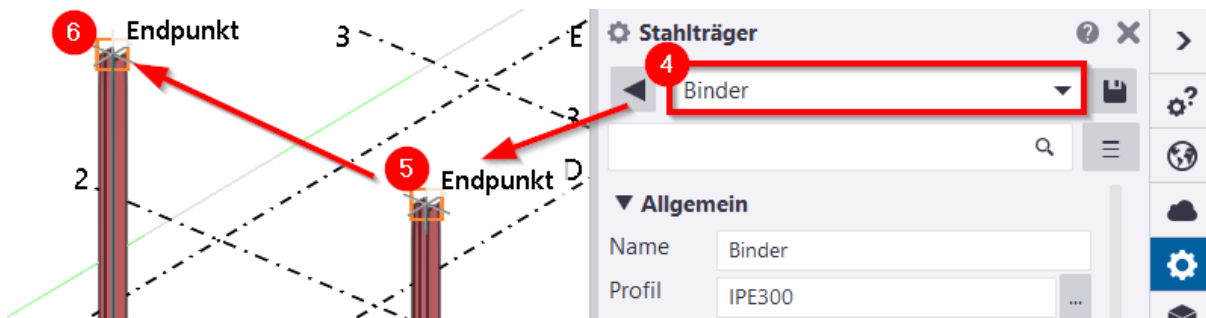 6 Endpunkt
3
E
3
2
5 Endpunkt
D
Stahlträger
4
Binder
Allgemein
Name Binder
Profil IPE300 ...